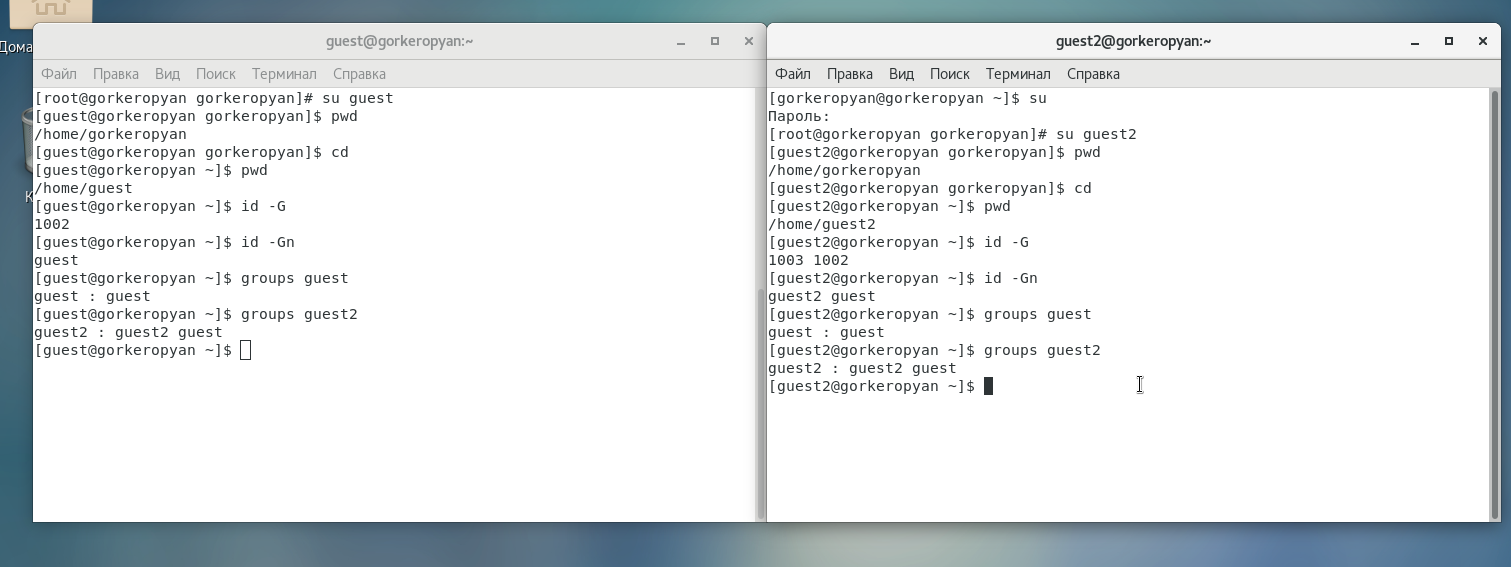 Дома
К
guest@gorkeropyan:~
Файл Правка Вид Поиск Терминал Справка
[root@gorkeropyan gorkeropyan]# su guest
[guest@gorkeropyan gorkeropyan]$ pwd
/home/gorkeropyan
[guest@gorkeropyan gorkeropyan]$ cd
[guest@gorkeropyan ~]$ pwd
/home/guest
[guest@gorkeropyan ~]$ id -G
1002
[guest@gorkeropyan ~]$ id -Gn
guest
[guest@gorkeropyan ~]$ groups guest
guest : guest
[guest@gorkeropyan ~]$ groups guest2
guest2 : guest2 guest
[guest@gorkeropyan ~]$
guest2@gorkeropyan:~
Файл Правка Вид Поиск Терминал Справка
[gorkeropyan@gorkeropyan ~]$ su
Пароль:
[root@gorkeropyan gorkeropyan]# su guest2
[guest2@gorkeropyan gorkeropyan]$ pwd
/home/gorkeropyan
[guest2@gorkeropyan gorkeropyan]$ cd
[guest2@gorkeropyan ~]$ pwd
/home/guest2
[guest2@gorkeropyan ~]$ id -G
1003 1002
[guest2@gorkeropyan ~]$ id -Gn
guest2 guest
[guest2@gorkeropyan ~]$ groups guest
guest : guest
[guest2@gorkeropyan ~]$ groups guest2
guest2 : guest2 guest
[guest2@gorkeropyan ~]$